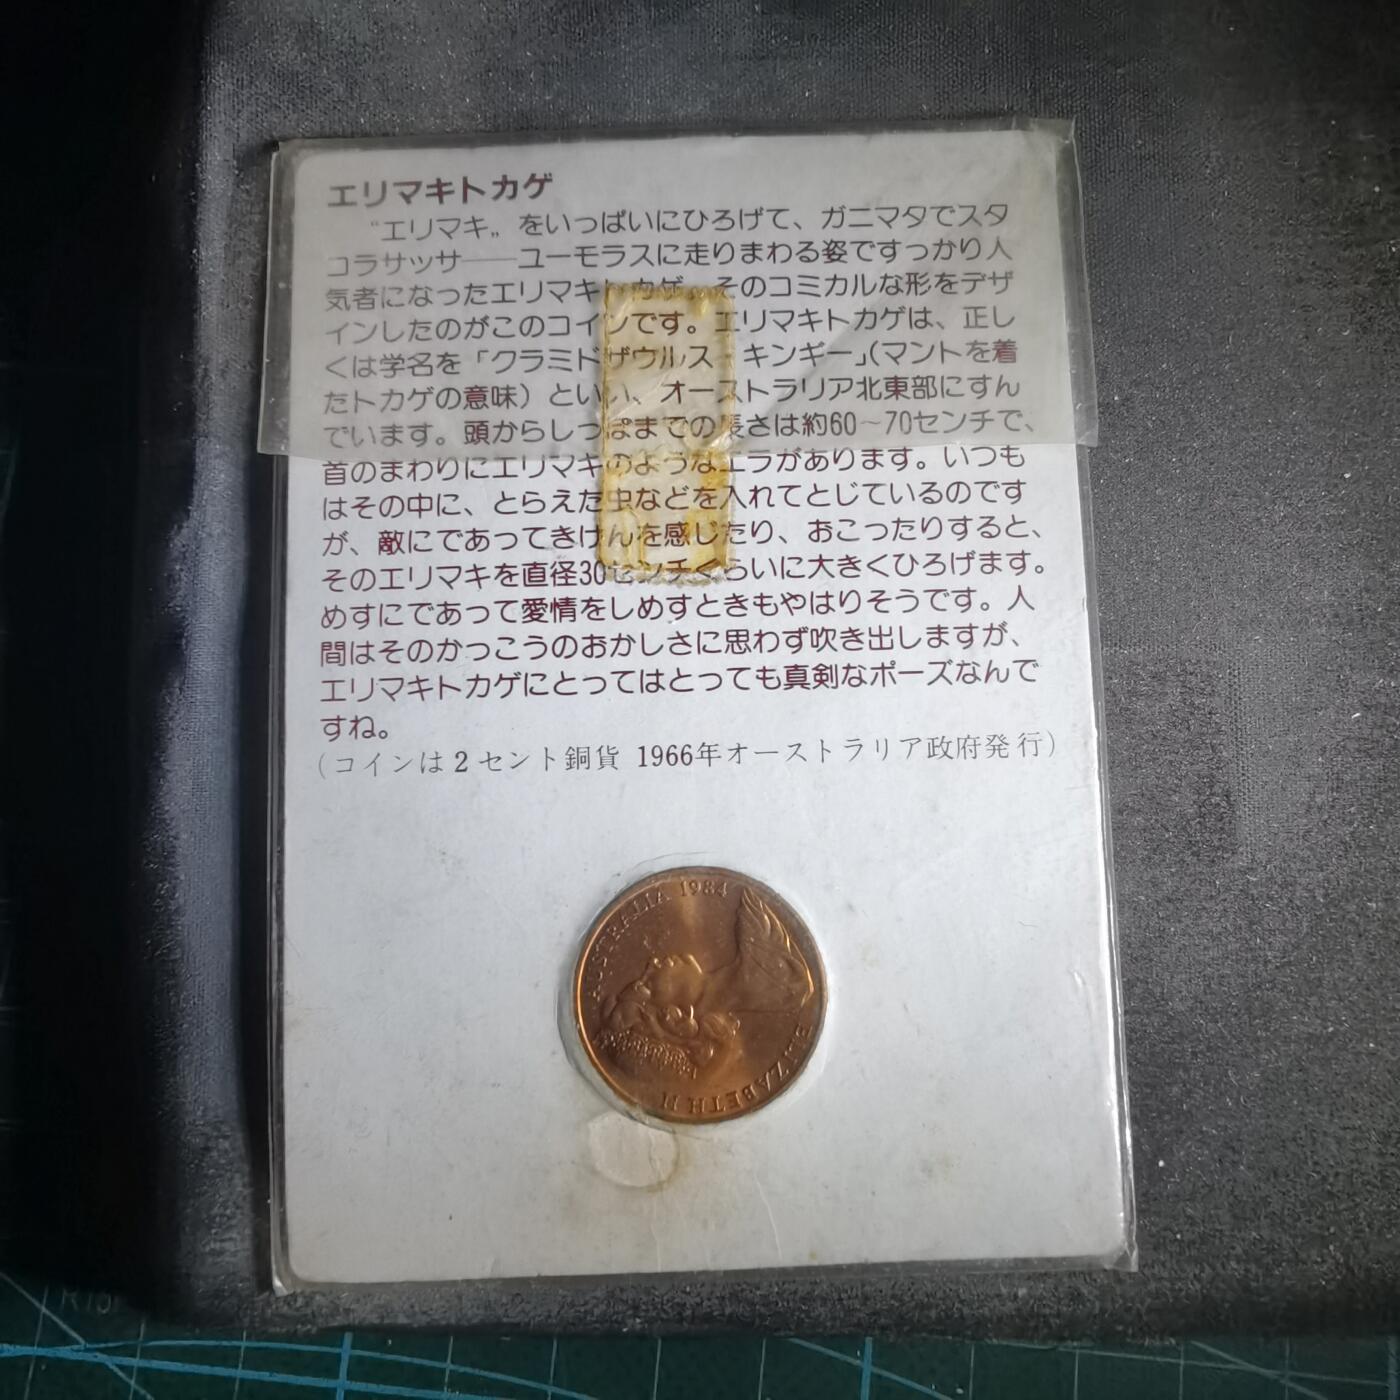 エリマキトカゲ
“エリマキ„をいっぱいにひろげて、ガニマタでスタ
コラサッサ──ユーモラスに走りまわる姿ですっかり人
気者になったエリマキトカゲ。そのコミカルな形をデザ
インしたのがこのコインです。エリマキトカゲは、正し
くは学名を「クラミドザウルス・キンギー」(マントを着
たトカゲの意味)といい、オーストラリア北東部にすん
でいます。頭からしっぽまでの長さは約60〜70センチで、
首のまわりにエリマキのようなエラがあります。いつも
はその中に、とらえた虫などを入れてとじているのです
が、敵にであってきけんを感じたり、おこったりすると、
そのエリマキを直径30センチくらいに大きくひろげます。
めすにであって愛情をしめすときもやはりそうです。人
間はそのかっこうのおかしさに思わず吹き出しますが、
エリマキトカゲにとってはとっても真剣なポーズなんで
すね。
(コインは2セント銅貨 1966年オーストラリア政府発行)
AUSTRALIA 1984
ELIZABETH II